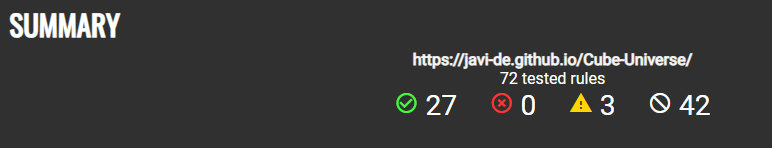 SUMMARY
https://javi-de.github.io/Cube-Universe/
72 tested rules
27 0 3 42